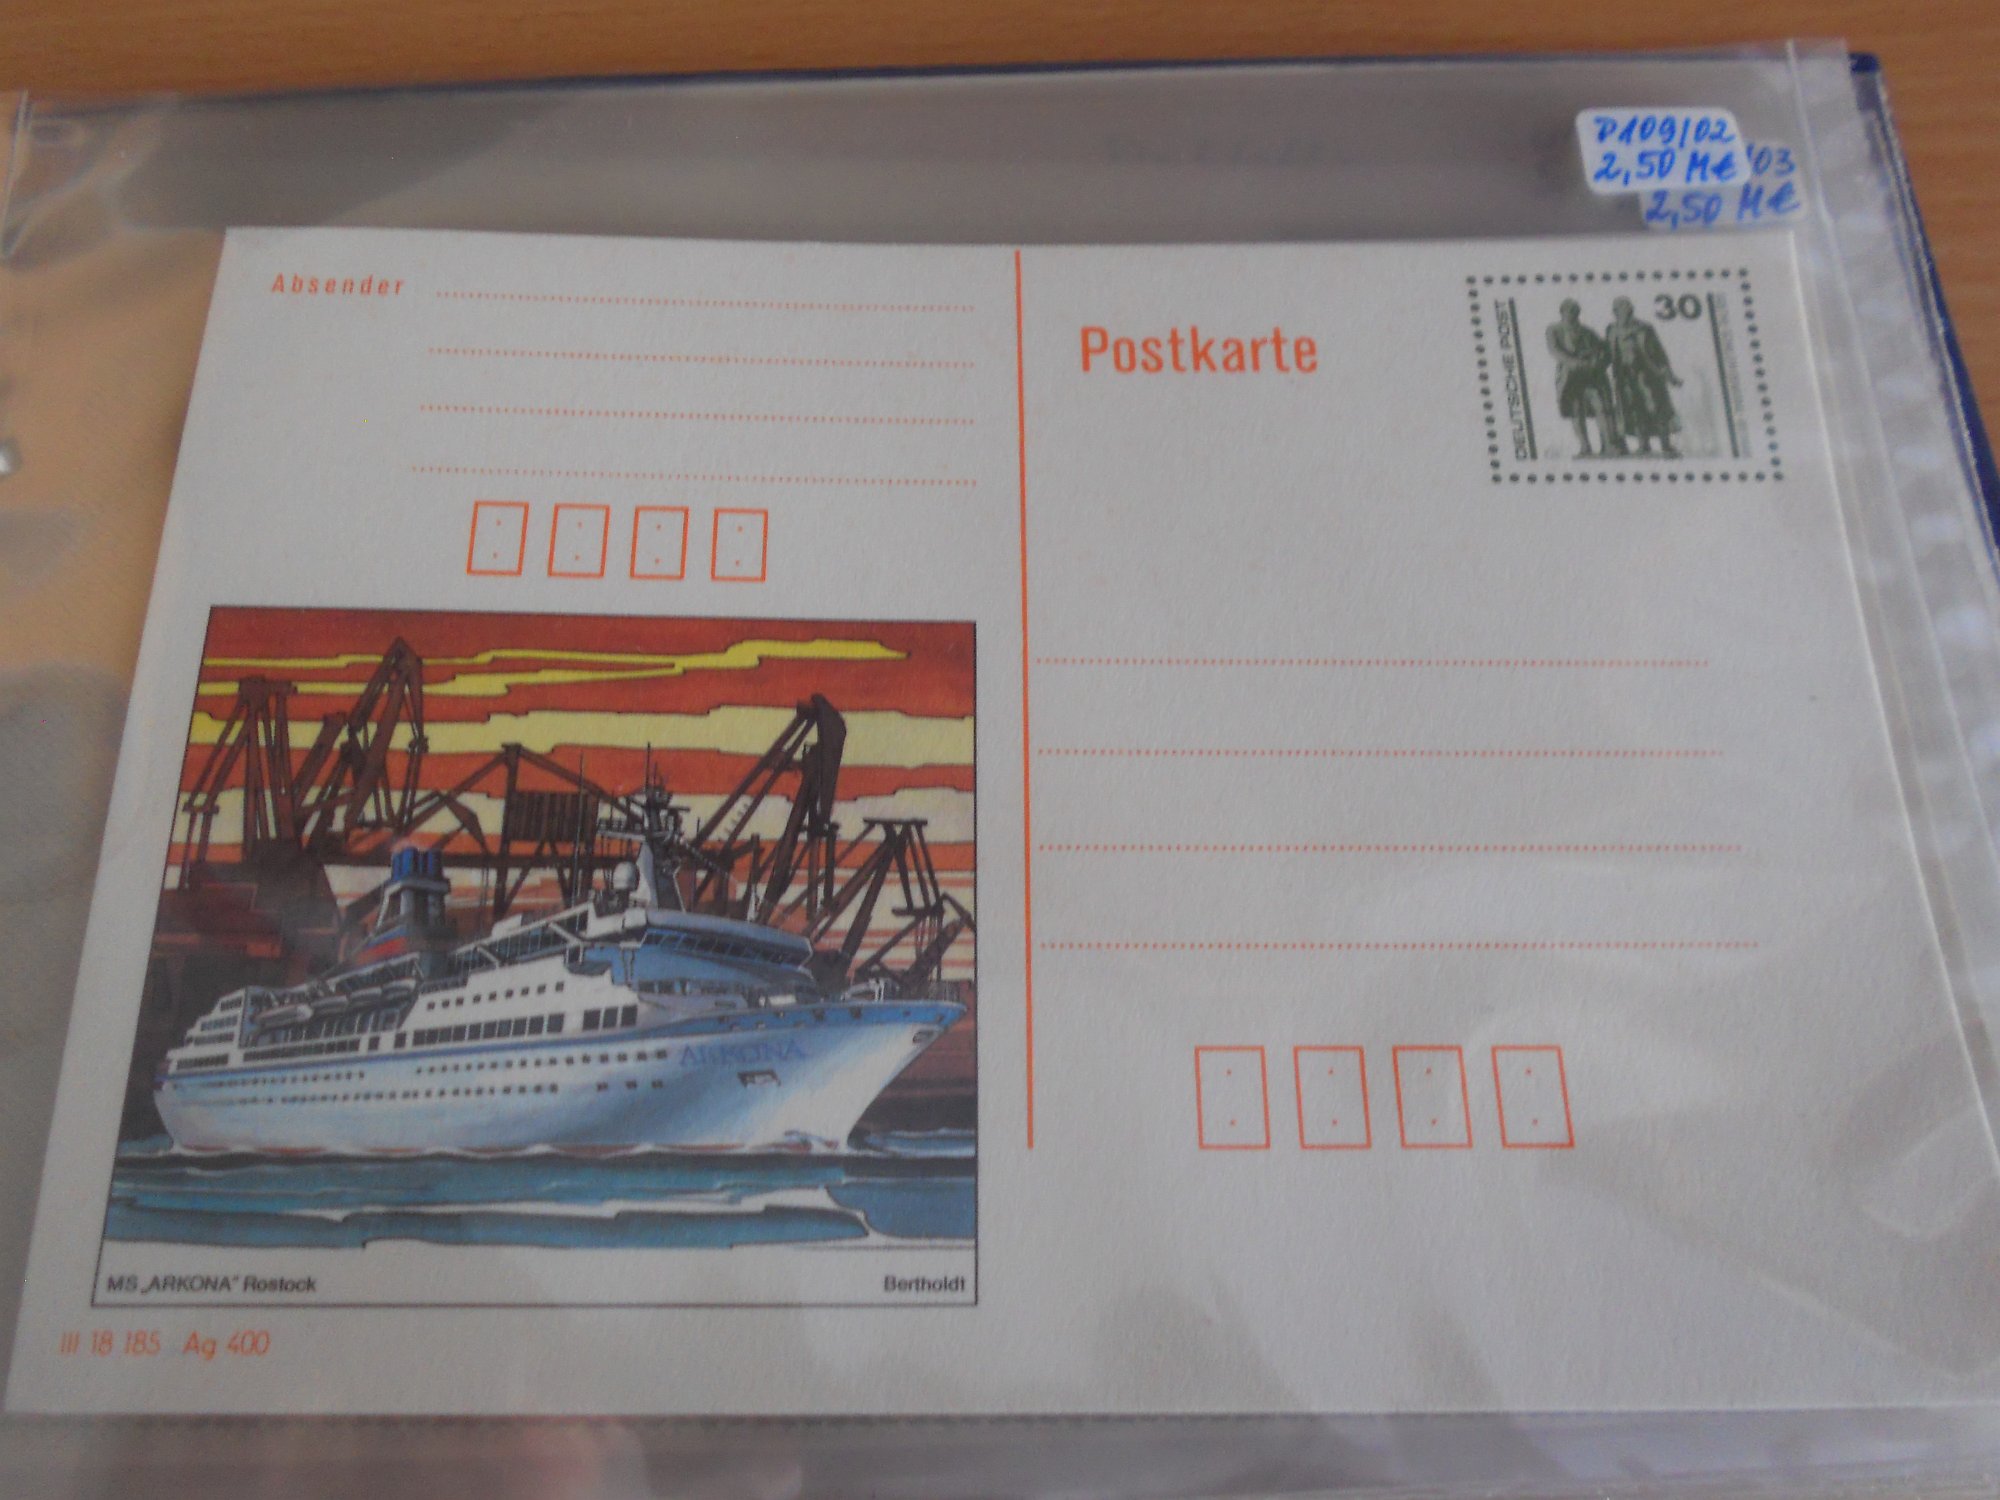 P109/02
2,50 M€
/03
2,50 M€
Absender
Postkarte
DEUTSCHE POST
30
ARKONA
MS „ARKONA" Rostock
Bertholdt
III 18 185 Ag 400